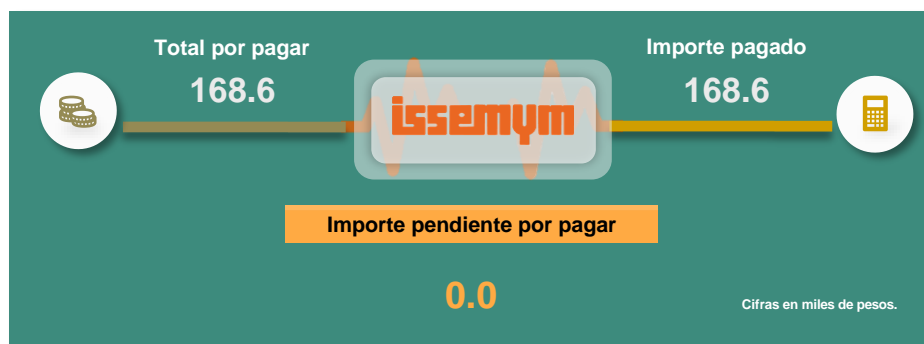 Total por pagar
168.6
issemym
Importe pagado
168.6
Importe pendiente por pagar
0.0
Cifras en miles de pesos.